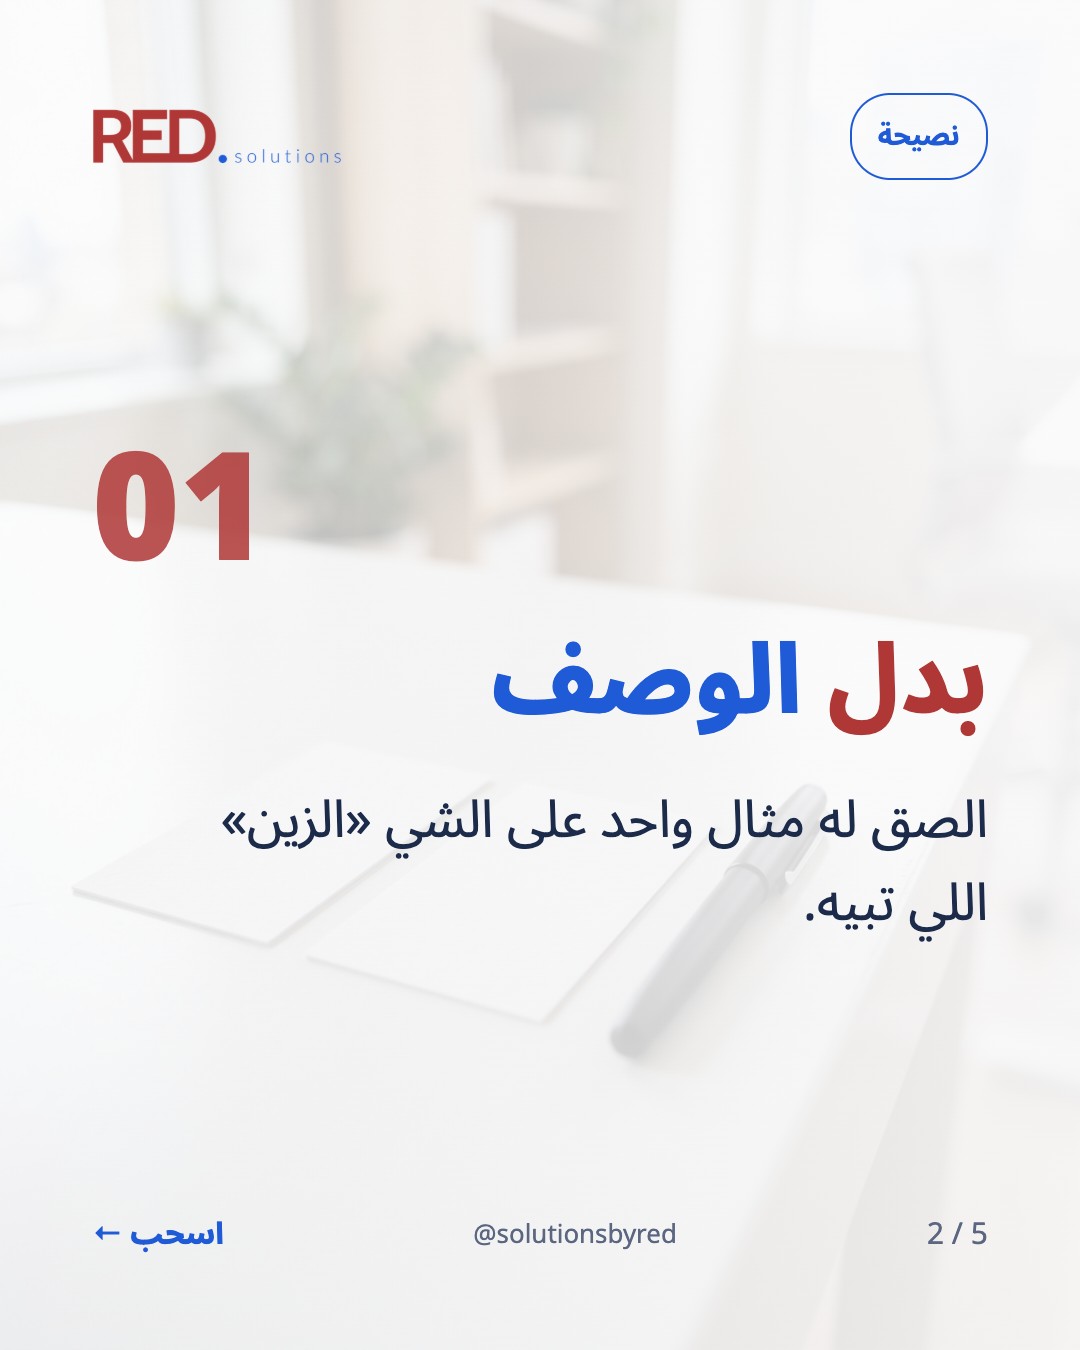 RED.solutions
نصيحة
01
بدل الوصف
الصق له مثال واحد على الشي «الزين»
اللي تبيه.
اسحب ←
@solutionsbyred
2 / 5